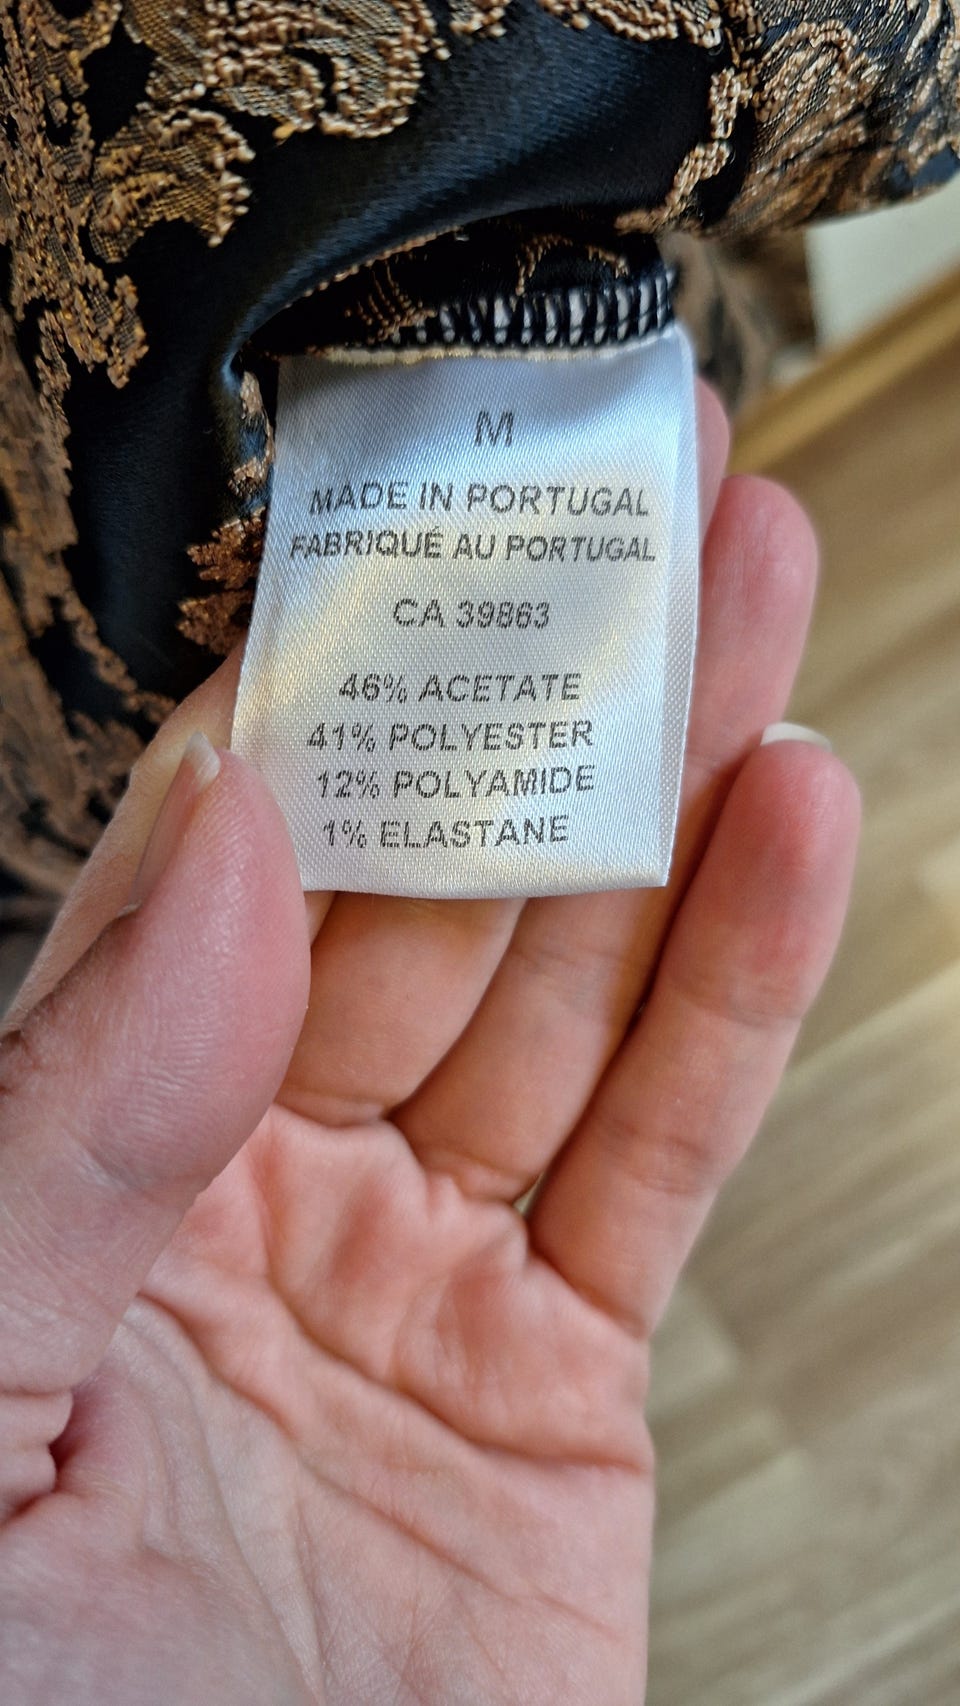 M
MADE IN PORTUGAL
FABRIQUÉ AU PORTUGAL
CA 39863
46% ACETATE
41% POLYESTER
12% POLYAMIDE
1% ELASTANE